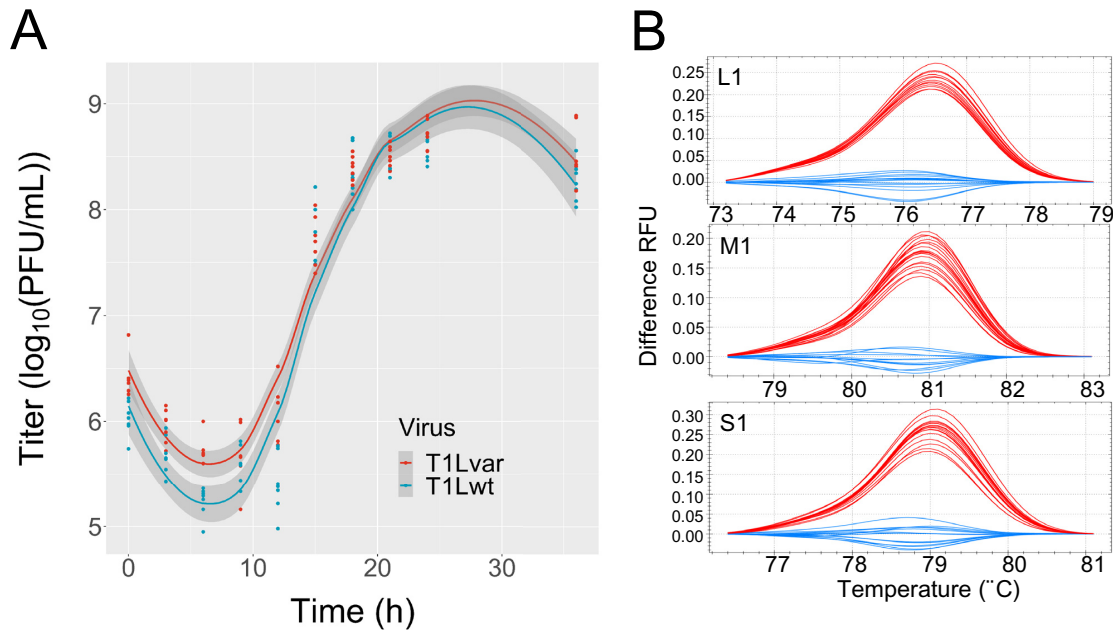 A
Titer (log10(PFU/mL))
9
8
7
6
5
0
10
20
30
Time (h)
Virus
T1Lvar
T1Lwt
B
Difference RFU
L1
0.25
0.20
0.15
0.10
0.05
0.00
73 74 75 76 77 78 79
M1
0.20
0.15
0.10
0.05
0.00
79 80 81 82 83
S1
0.30
0.25
0.20
0.15
0.10
0.05
0.00
77 78 79 80 81
Temperature (¨C)